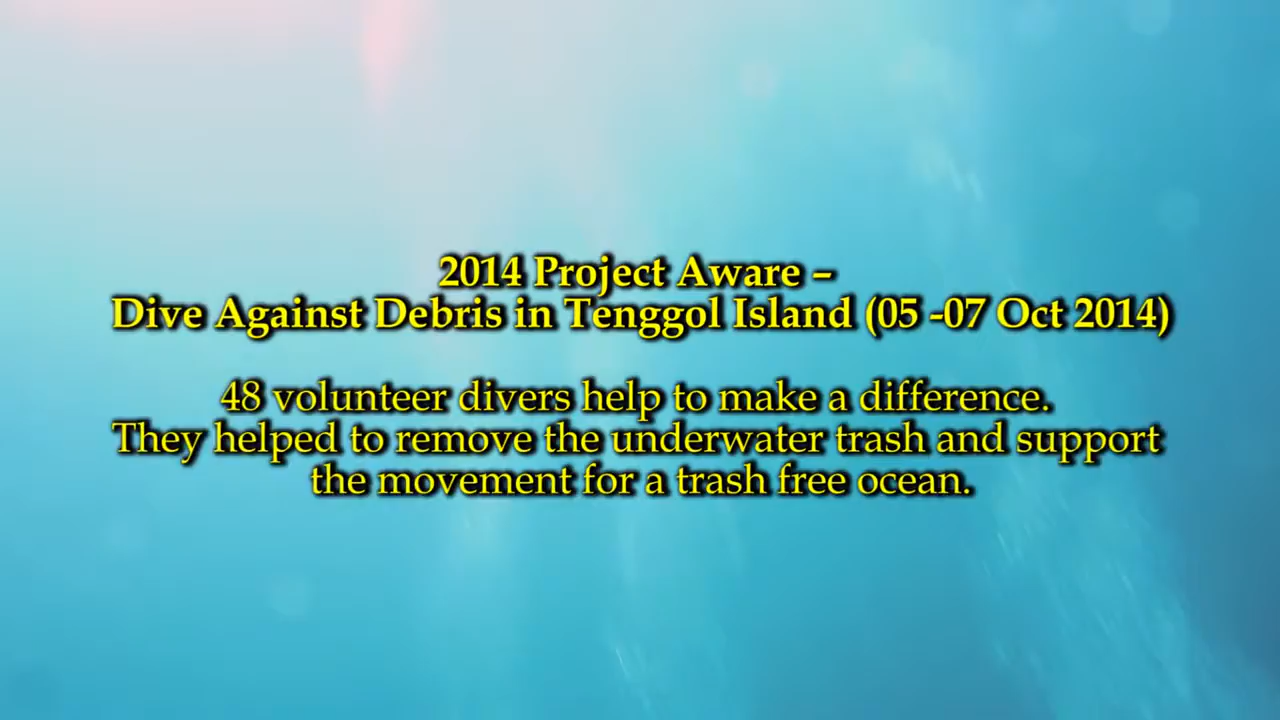 2014 Project Aware –
Dive Against Debris in Tenggol Island (05 -07 Oct 2014)
48 volunteer divers help to make a difference.
They helped to remove the underwater trash and support
the movement for a trash free ocean.